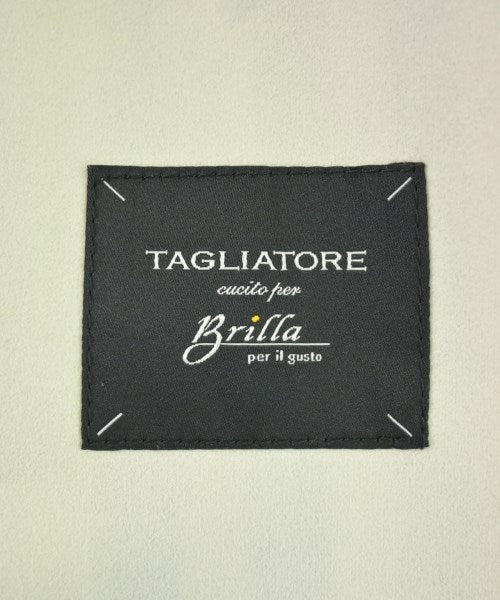 TAGLIATORE
cucito per
Brilla
per il gusto